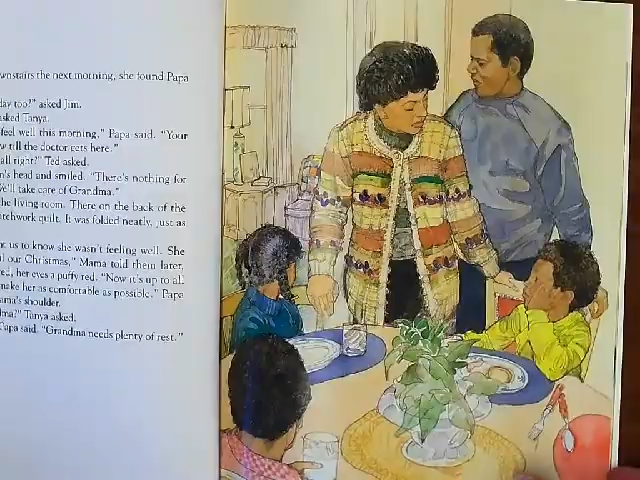 wnstairs the next morning, she found Papa
day too?" asked Jim.
asked Tanya.
feel well this morning," Papa said. "Your
w till the doctor gets here."
all right?" Ted asked.
n's head and smiled. "There's nothing for
We'll take care of Grandma."
he living room. There on the back of the
atchwork quilt. It was folded neatly, just as
nt us to know she wasn't feeling well. She
il our Christmas," Mama told them later,
ed, her eyes a puffy red. "Now it's up to all
make her as comfortable as possible." Papa
ama's shoulder.
dma?" Tanya asked.
Papa said. "Grandma needs plenty of rest."